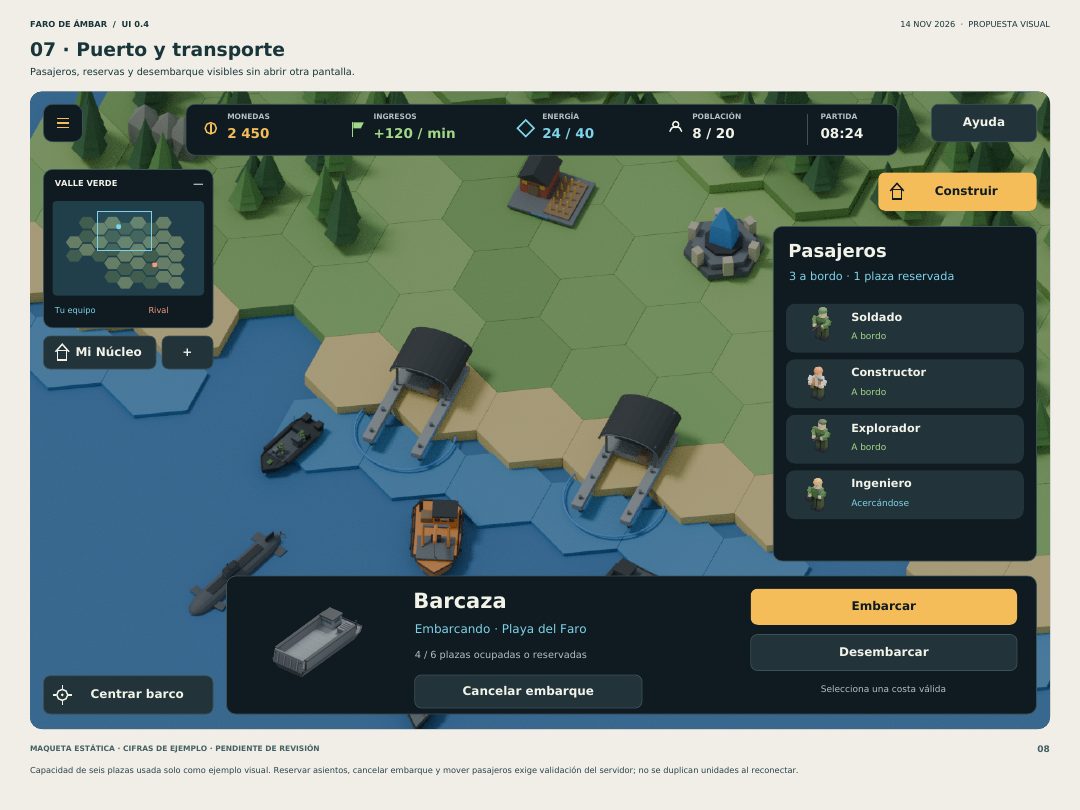 FARO DE ÁMBAR / UI 0.4
14 NOV 2026 · PROPUESTA VISUAL
07 · Puerto y transporte
Pasajeros, reservas y desembarque visibles sin abrir otra pantalla.
MONEDAS
2 450
INGRESOS
+120 / min
ENERGÍA
24 / 40
POBLACIÓN
8 / 20
PARTIDA
08:24
Ayuda
Construir
VALLE VERDE
Tu equipo
Rival
Mi Núcleo
+
Pasajeros
3 a bordo · 1 plaza reservada
Soldado
A bordo
Constructor
A bordo
Explorador
A bordo
Ingeniero
Acercándose
Barcaza
Embarcando · Playa del Faro
4 / 6 plazas ocupadas o reservadas
Cancelar embarque
Embarcar
Desembarcar
Selecciona una costa válida
Centrar barco
MAQUETA ESTÁTICA · CIFRAS DE EJEMPLO · PENDIENTE DE REVISIÓN
08
Capacidad de seis plazas usada solo como ejemplo visual. Reservar asientos, cancelar embarque y mover pasajeros exige validación del servidor; no se duplican unidades al reconectar.